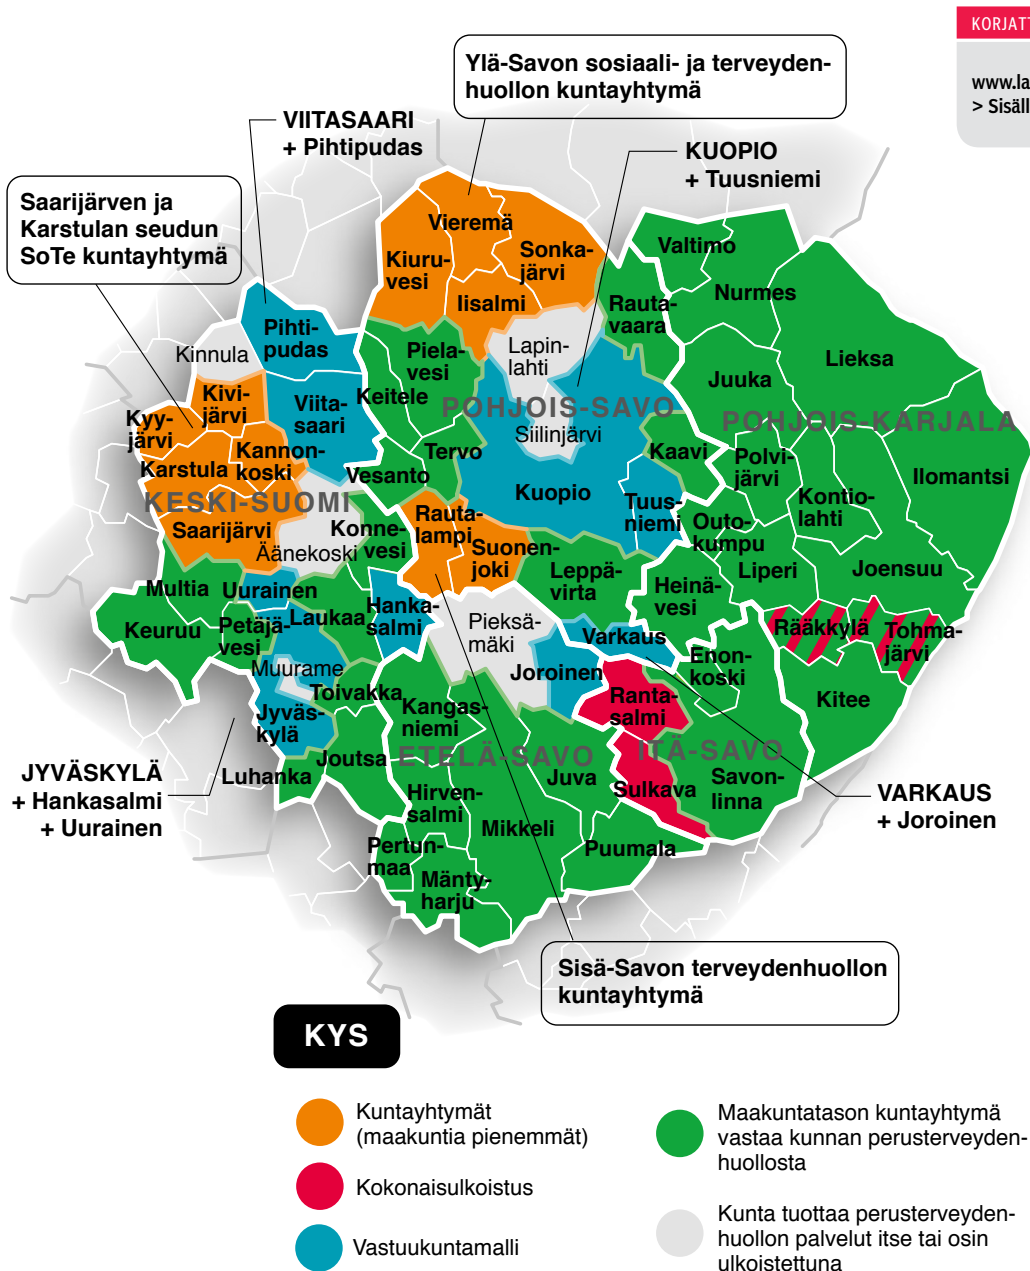 KORJATT
www.la
> Sisäll
Ylä-Savon sosiaali- ja terveyden-
huollon kuntayhtymä
VIITASAARI
+ Pihtipudas
KUOPIO
+ Tuusniemi
Saarijärven ja
Karstulan seudun
SoTe kuntayhtymä
Vieremä
Kiuru-
vesi
Sonka-
järvi
Iisalmi
Valtimo
Nurmes
Rauta-
vaara
Pihti-
pudas
Kinnula
Lapin-
lahti
Piela-
vesi
Keitele
Lieksa
Juuka
Kivi-
järvi
Viita-
saari
Kyy-
järvi
POHJOIS-SAVO
POHJOIS-KARJALA
Siilinjärvi
Kaavi
Tervo
Kannon-
koski
Karstula
Vesanto
Polvi-
järvi
Ilomantsi
KESKI-SUOMI
Kuopio
Tuus-
niemi
Kontio-
lahti
Saarijärvi
Äänekoski
Konne-
vesi
Rauta-
lampi
Suonen-
joki
Outo-
kumpu
Leppä-
virta
Liperi
Joensuu
Heinä-
vesi
Multia
Uurainen
Keuruu
Petäjä-
vesi
Laukaa
Hanka-
salmi
Pieksä-
mäki
Varkaus
Rääkkylä
Tohma-
järvi
Muurame
Toivakka
Joroinen
Enon-
koski
Kitee
Jyväs-
kylä
Kangas-
niemi
Ranta-
salmi
ETELÄ-SAVO
ITÄ-SAVO
Joutsa
Luhanka
Juva
Sulkava
Savon-
linna
Hirven-
salmi
Mikkeli
Puumala
Pertun-
maa
Mänty-
harju
JYVÄSKYLÄ
+ Hankasalmi
+ Uurainen
VARKAUS
+ Joroinen
Sisä-Savon terveydenhuollon
kuntayhtymä
KYS
Kuntayhtymät
(maakuntia pienemmät)
Kokonaisulkoistus
Vastuukuntamalli
Maakuntatason kuntayhtymä
vastaa kunnan perusterveyden-
huollosta
Kunta tuottaa perusterveyden-
huollon palvelut itse tai osin
ulkoistettuna